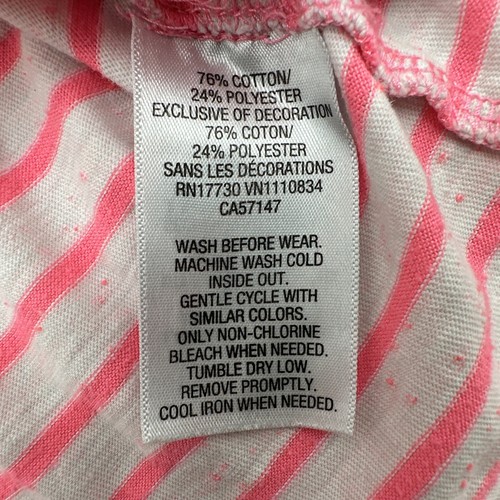 76% COTTON/
24% POLYESTER
EXCLUSIVE OF DECORATION
76% COTON/
24% POLYESTER
SANS LES DÉCORATIONS
RN17730 VN1110834
CA57147
WASH BEFORE WEAR.
MACHINE WASH COLD
INSIDE OUT.
GENTLE CYCLE WITH
SIMILAR COLORS.
ONLY NON-CHLORINE
BLEACH WHEN NEEDED.
TUMBLE DRY LOW.
REMOVE PROMPTLY.
COOL IRON WHEN NEEDED.